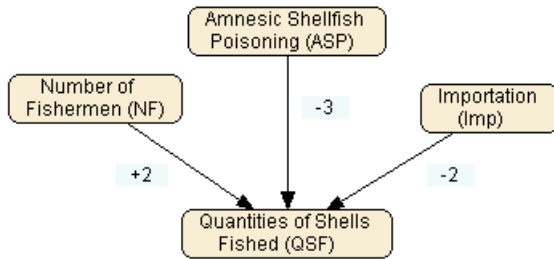 Amnesic Shellfish
Poisoning (ASP)
Number of
Fishermen (NF)
Importation
(Imp)
-3
+2
-2
Quantities of Shells
Fished (QSF)